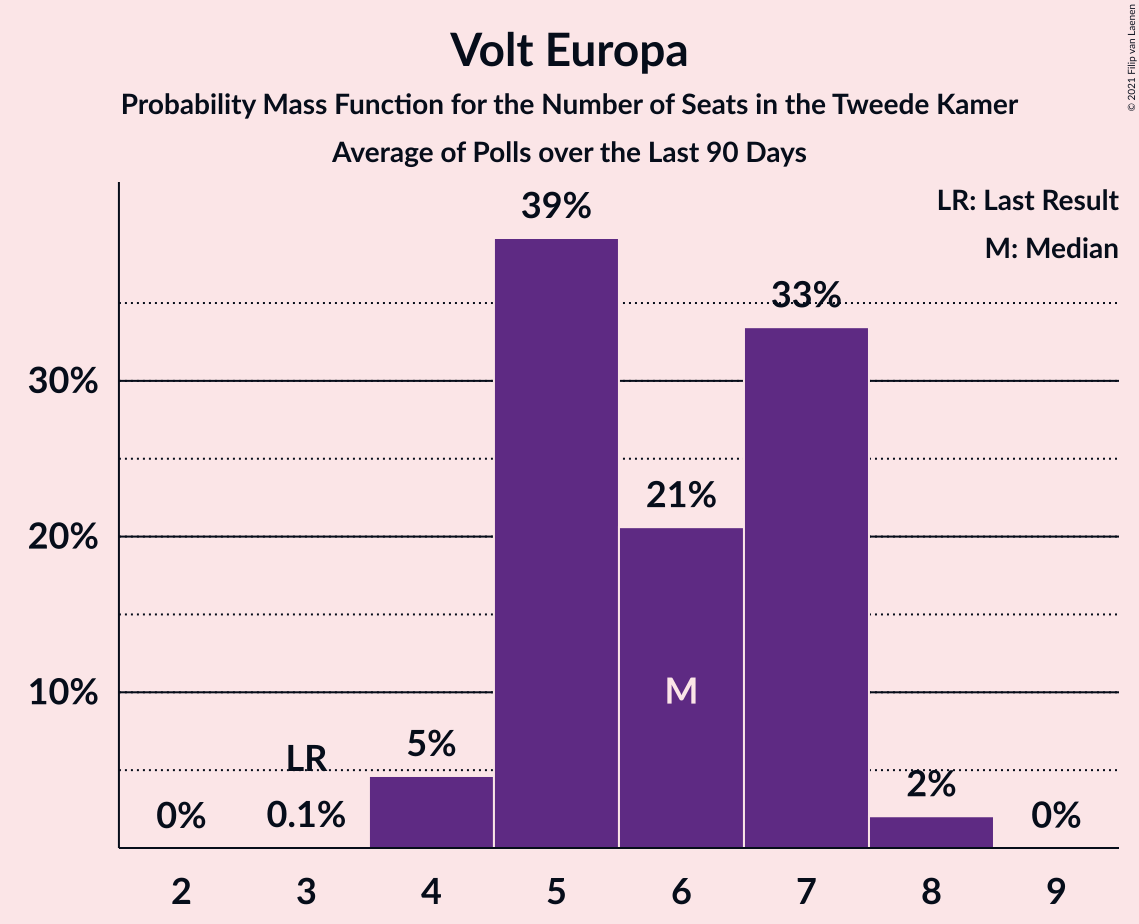 Volt Europa
Probability Mass Function for the Number of Seats in the Tweede Kamer
Average of Polls over the Last 90 Days
© 2021 Filip van Laenen
LR: Last Result
M: Median
39%
33%
30%
21%
20%
M
10%
LR
5%
2%
0%
0.1%
0%
2 3 4 5 6 7 8 9